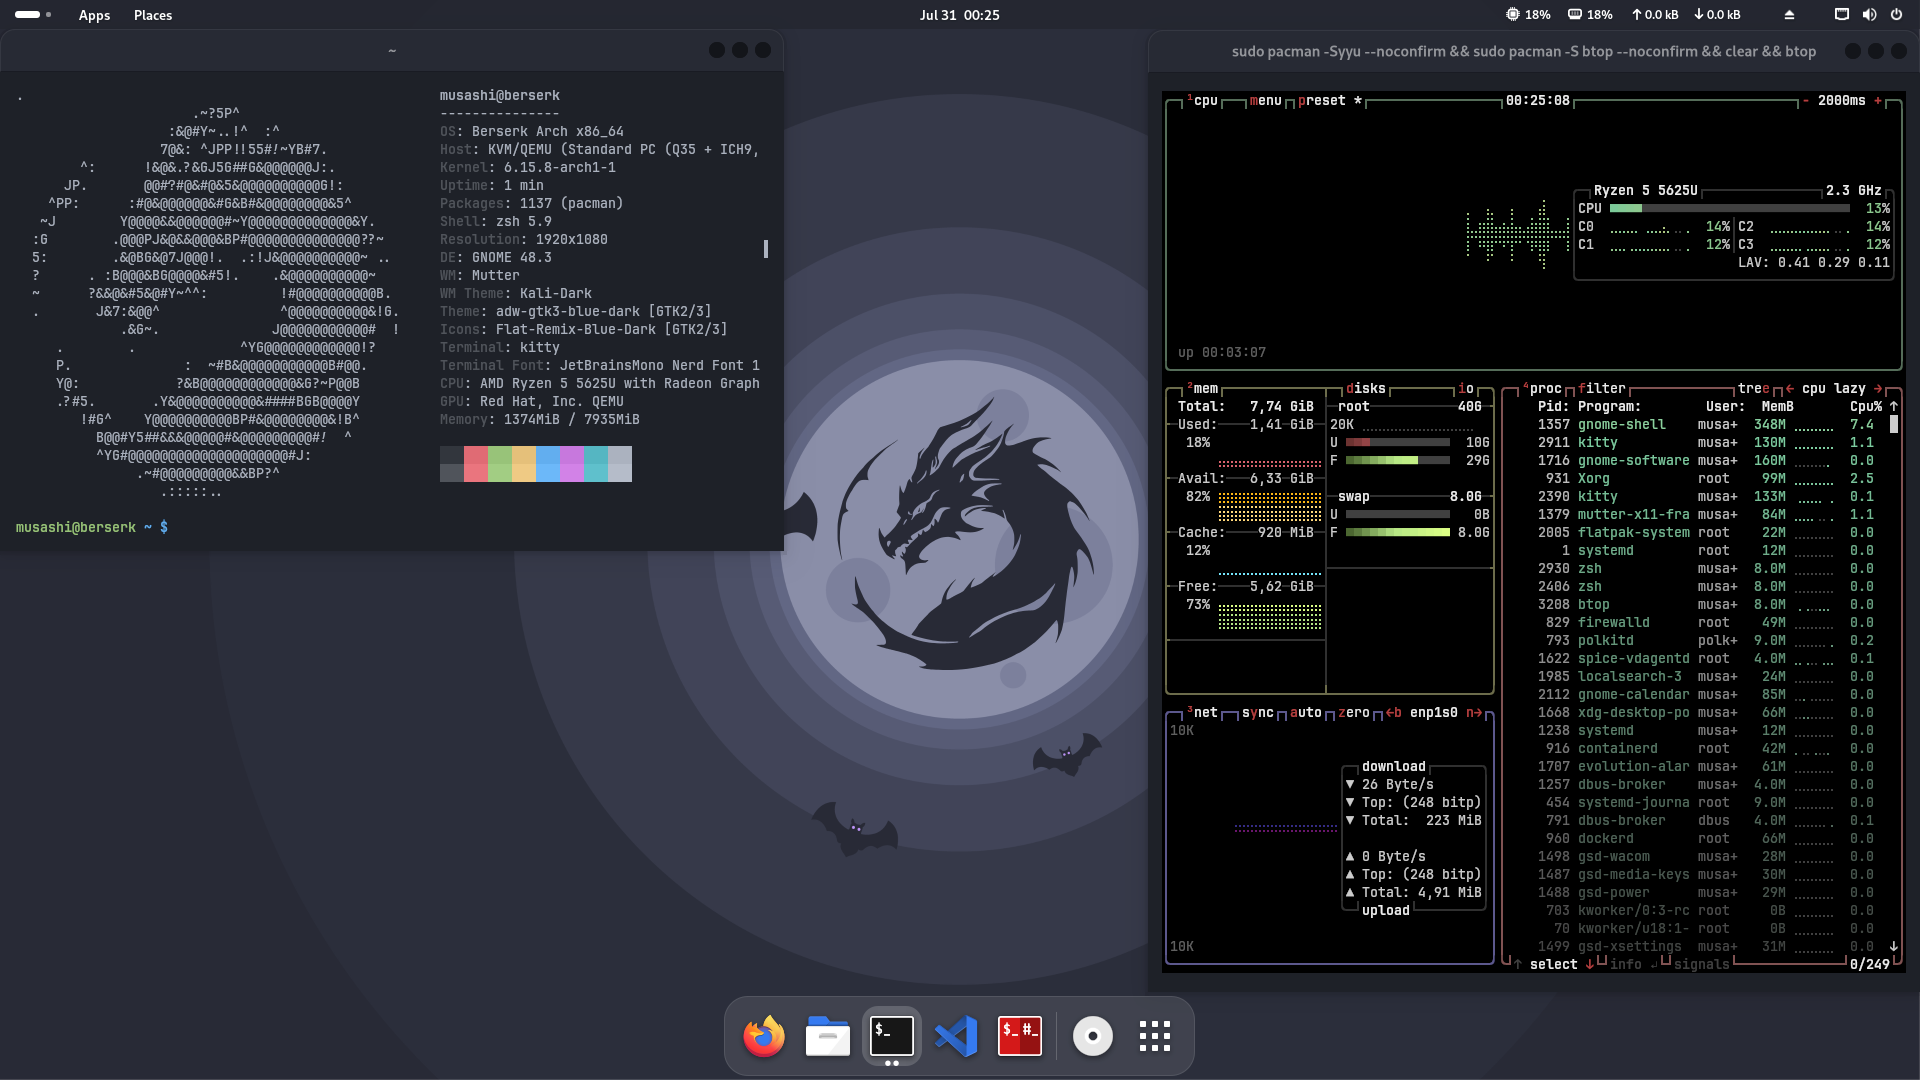 Apps Places
Jul 31 00:25
18% 18% 0.0 kB 0.0 kB
~
musashi@berserk
---------------
OS: Berserk Arch x86_64
Host: KVM/QEMU (Standard PC (Q35 + ICH9,
Kernel: 6.15.8-arch1-1
Uptime: 1 min
Packages: 1137 (pacman)
Shell: zsh 5.9
Resolution: 1920x1080
DE: GNOME 48.3
WM: Mutter
WM Theme: Kali-Dark
Theme: adw-gtk3-blue-dark [GTK2/3]
Icons: Flat-Remix-Blue-Dark [GTK2/3]
Terminal: kitty
Terminal Font: JetBrainsMono Nerd Font 1
CPU: AMD Ryzen 5 5625U with Radeon Graph
GPU: Red Hat, Inc. QEMU
Memory: 1374MiB / 7935MiB
musashi@berserk ~ $
sudo pacman -Syyu --noconfirm && sudo pacman -S btop --noconfirm && clear && btop
1cpu menu preset * 00:25:08 - 2000ms +
Ryzen 5 5625U 2.3 GHz
CPU 13%
C0 14% C2 14%
C1 12% C3 12%
LAV: 0.41 0.29 0.11
up 00:03:07
2mem
Total: 7,74 GiB
Used: 1,41 GiB
18%
Avail: 6,33 GiB
82%
Cache: 920 MiB
12%
Free: 5,62 GiB
73%
disks io
root 40G
20K
U 10G
F 29G
swap 8.0G
U 0B
F 8.0G
3net sync auto zero ←b enp1s0 n→
10K
download
▼ 26 Byte/s
▼ Top: (248 bitp)
▼ Total: 223 MiB
▲ 0 Byte/s
▲ Top: (248 bitp)
▲ Total: 4,91 MiB
upload
10K
4proc filter tree ← cpu lazy →
Pid: Program: User: MemB Cpu% ↑
1357 gnome-shell musa+ 348M 7.4
2911 kitty musa+ 130M 1.1
1716 gnome-software musa+ 160M 0.0
931 Xorg root 99M 2.5
2390 kitty musa+ 133M 0.1
1379 mutter-x11-fra musa+ 84M 1.1
2005 flatpak-system root 22M 0.0
1 systemd root 12M 0.0
2930 zsh musa+ 8.0M 0.0
2406 zsh musa+ 8.0M 0.0
3208 btop musa+ 8.0M 0.0
829 firewalld root 49M 0.0
793 polkitd polk+ 9.0M 0.2
1622 spice-vdagentd root 4.0M 0.1
1985 localsearch-3 musa+ 24M 0.0
2112 gnome-calendar musa+ 85M 0.0
1668 xdg-desktop-po musa+ 66M 0.0
1238 systemd musa+ 12M 0.0
916 containerd root 42M 0.0
1707 evolution-alar musa+ 61M 0.0
1257 dbus-broker musa+ 4.0M 0.0
454 systemd-journa root 9.0M 0.0
791 dbus-broker dbus 4.0M 0.1
960 dockerd root 66M 0.0
1498 gsd-wacom musa+ 28M 0.0
1487 gsd-media-keys musa+ 30M 0.0
1488 gsd-power musa+ 29M 0.0
703 kworker/0:3-rc root 0B 0.0
70 kworker/u18:1- root 0B 0.0
1499 gsd-xsettings musa+ 31M 0.0 ↓
↑ select ↓ info ↲ signals 0/249
$_
$_ #_